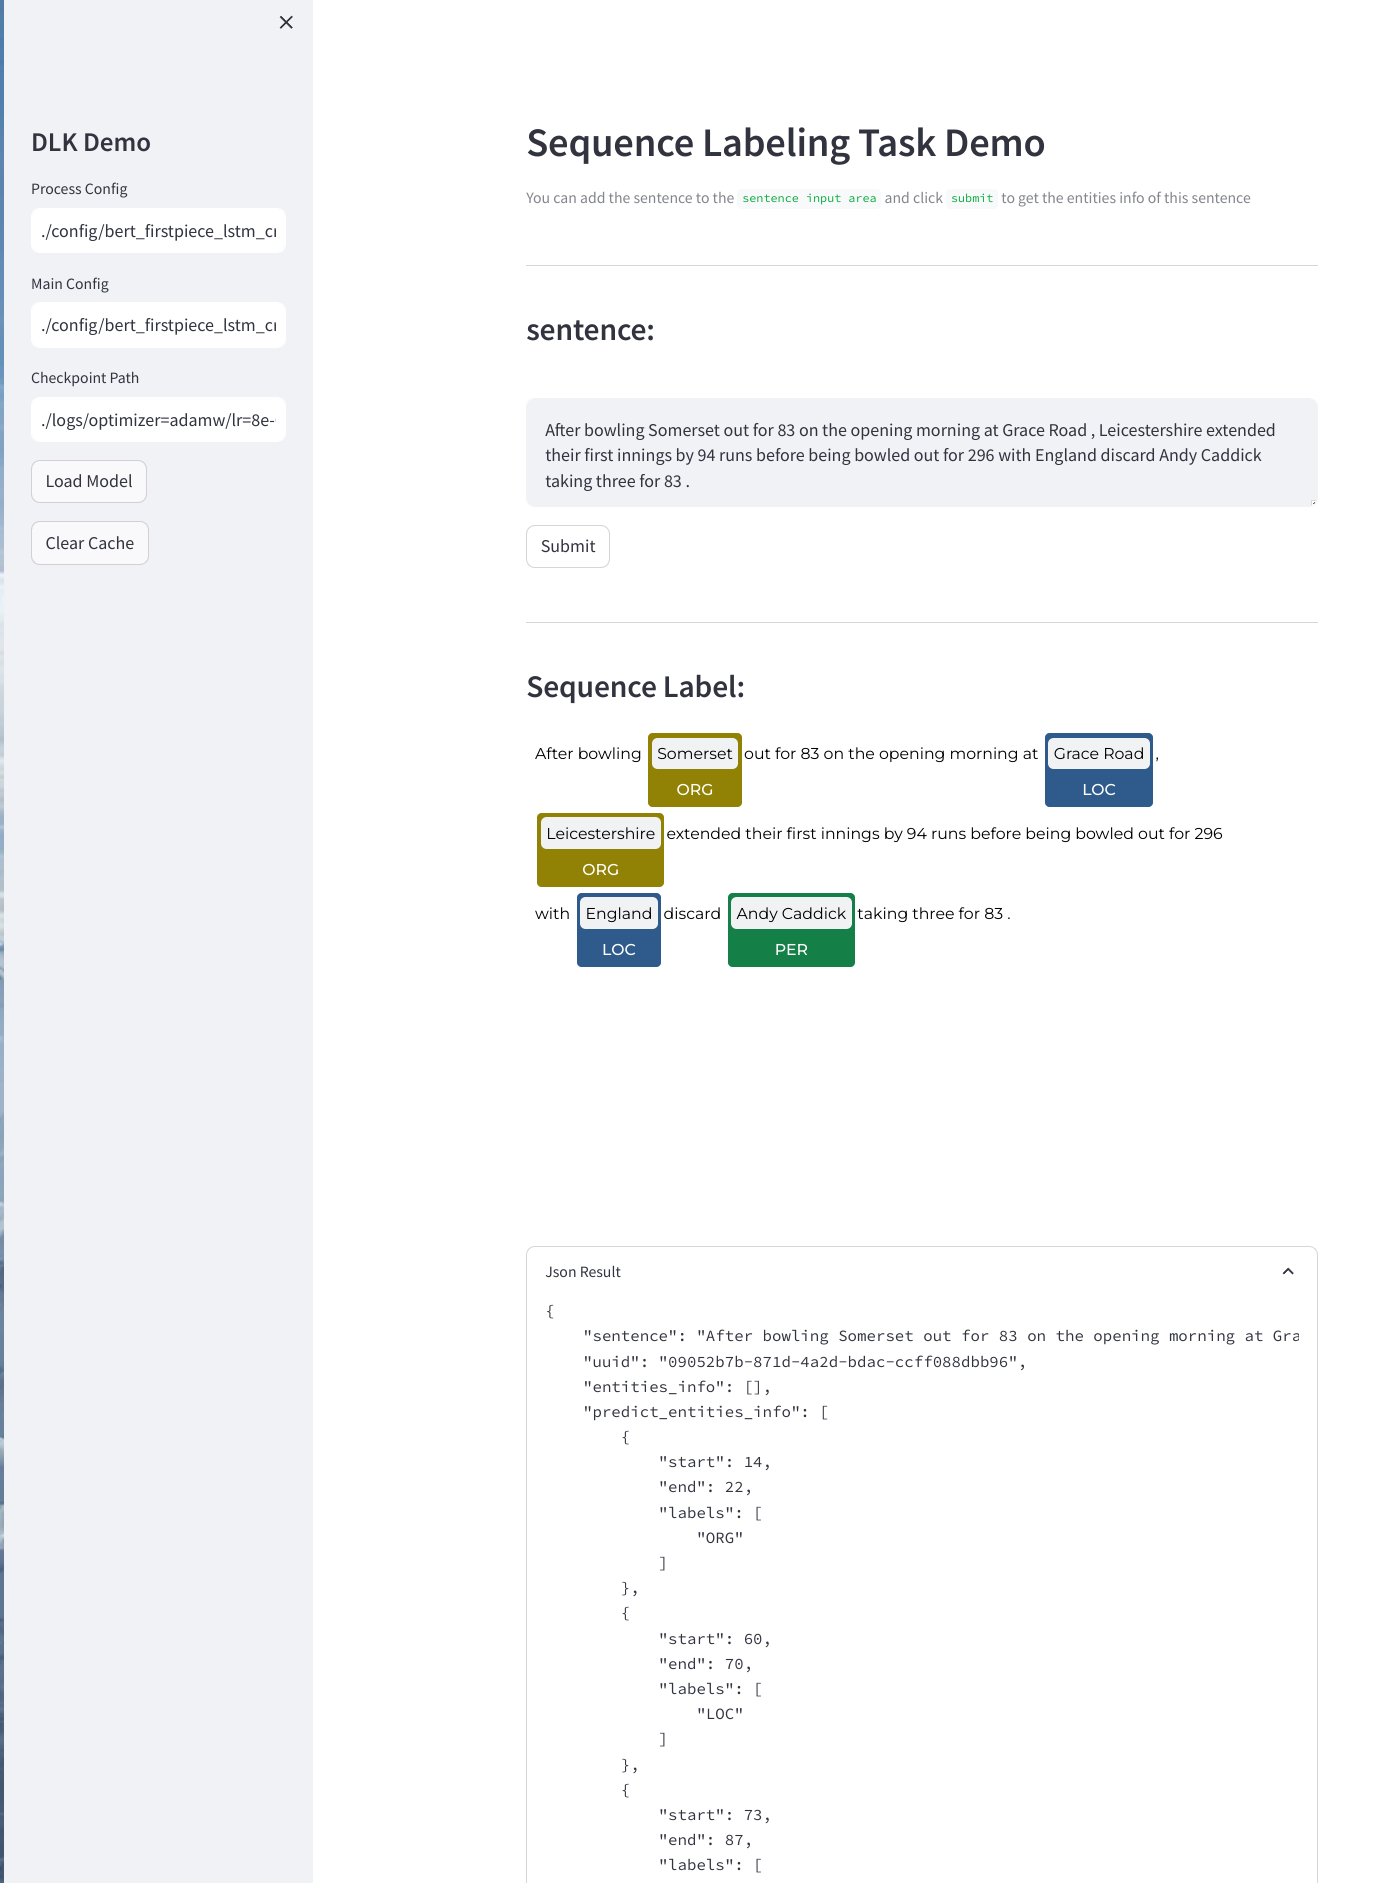 DLK Demo
Process Config
./config/bert_firstpiece_lstm_cr
Main Config
./config/bert_firstpiece_lstm_cr
Checkpoint Path
./logs/optimizer=adamw/lr=8e-
Load Model
Clear Cache
Sequence Labeling Task Demo
You can add the sentence to the sentence input area and click submit to get the entities info of this sentence
sentence:
After bowling Somerset out for 83 on the opening morning at Grace Road , Leicestershire extended
their first innings by 94 runs before being bowled out for 296 with England discard Andy Caddick
taking three for 83 .
Submit
Sequence Label:
After bowling Somerset out for 83 on the opening morning at Grace Road ,
ORG LOC
Leicestershire extended their first innings by 94 runs before being bowled out for 296
ORG
with England discard Andy Caddick taking three for 83 .
LOC PER
Json Result
{
"sentence": "After bowling Somerset out for 83 on the opening morning at Gra
"uuid": "09052b7b-871d-4a2d-bdac-ccff088dbb96",
"entities_info": [],
"predict_entities_info": [
{
"start": 14,
"end": 22,
"labels": [
"ORG"
]
},
{
"start": 60,
"end": 70,
"labels": [
"LOC"
]
},
{
"start": 73,
"end": 87,
"labels": [